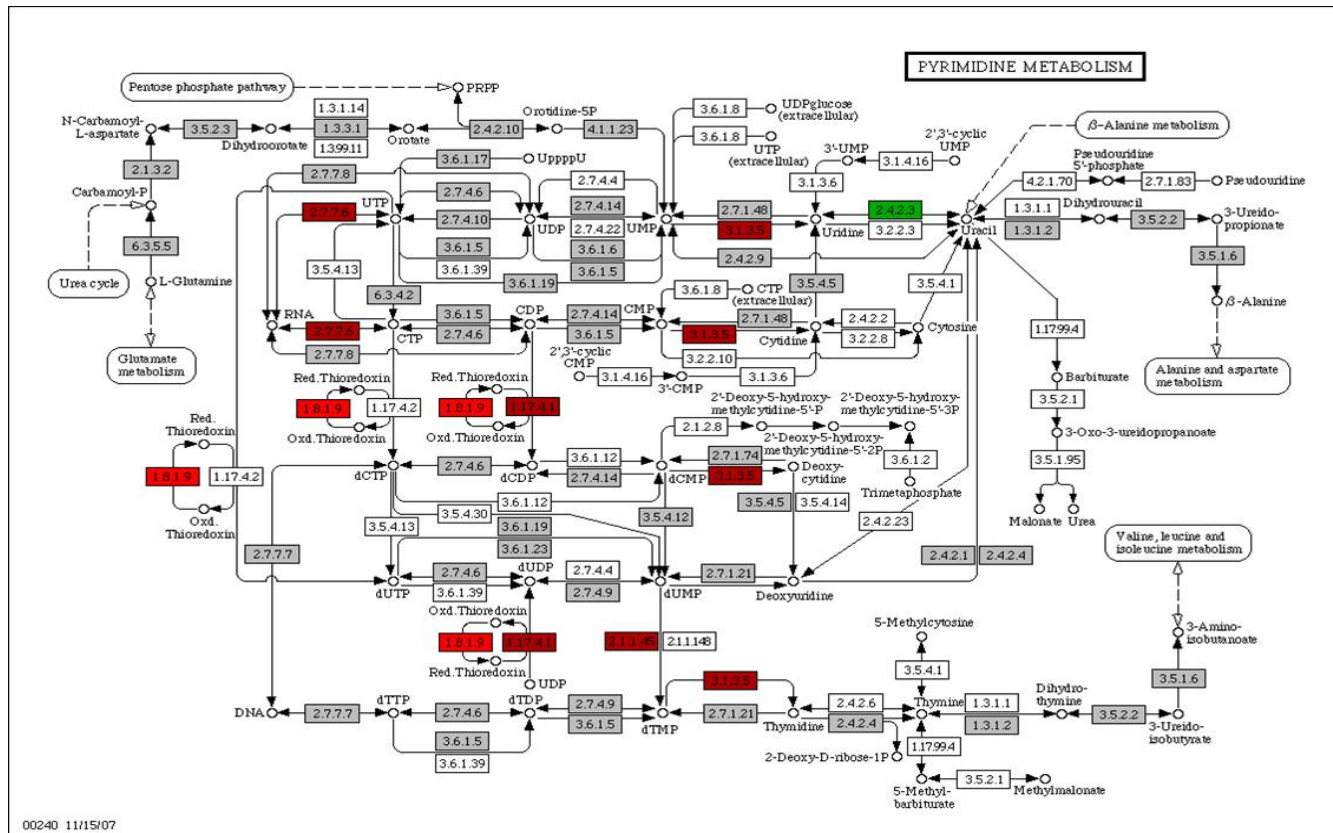 PYRIMIDINE METABOLISM
Pentose phosphate pathway
PRPP
Orotidine-5P
3.6.1.8
UDPglucose
(extracellular)
N-Carbamoyl-
L-aspartate
3.5.2.3
1.3.1.14
1.3.3.1
1.3.99.11
Dihydroorotate
Orotate
2.4.2.10
4.1.1.23
3.6.1.8
UTP
(extracellular)
2',3'-cyclic
UMP
3'-UMP
3.1.4.16
β-Alanine metabolism
Pseudouridine
5'-phosphate
4.2.1.70
2.7.1.83
Pseudouridine
2.1.3.2
Carbamoyl-P
2.7.7.8
3.6.1.17
UppppU
3.1.3.6
UTP
2.7.7.6
2.7.4.6
2.7.4.10
3.6.1.5
3.6.1.39
UDP
2.7.4.4
2.7.4.14
2.7.4.22
3.6.1.6
3.6.1.5
UMP
2.7.1.48
3.1.3.5
2.4.2.9
Uridine
2.4.2.3
3.2.2.3
Uracil
1.3.1.1
1.3.1.2
Dihydrouracil
3.5.2.2
3-Ureido-
propionate
6.3.5.5
Urea cycle
L-Glutamine
3.5.4.13
3.6.1.19
6.3.4.2
3.5.4.5
3.5.4.1
3.5.1.6
β-Alanine
3.6.1.8
CTP
(extracellular)
RNA
2.7.7.6
CTP
3.6.1.5
2.7.4.6
CDP
2.7.4.14
3.6.1.5
CMP
2.7.1.48
3.1.3.5
Cytidine
2.4.2.2
3.2.2.8
Cytosine
1.17.99.4
2.7.7.8
2',3'-cyclic
CMP
3.2.2.10
3.1.4.16
3'-CMP
3.1.3.6
Glutamate
metabolism
Barbiturate
Alanine and aspartate
metabolism
Red.Thioredoxin
1.8.1.9
1.17.4.2
Oxd.Thioredoxin
Red.Thioredoxin
1.8.1.9
1.17.4.1
Oxd.Thioredoxin
2'-Deoxy-5-hydroxy-
methylcytidine-5'-P
2'-Deoxy-5-hydroxy-
methylcytidine-5'-3P
2.1.2.8
2'-Deoxy-5-hydroxy-
methylcytidine-5'-2P
3.5.2.1
3-Oxo-3-ureidopropanoate
Red.
Thioredoxin
1.8.1.9
1.17.4.2
Oxd.
Thioredoxin
dCTP
2.7.4.6
dCDP
3.6.1.12
2.7.4.14
dCMP
2.7.1.74
3.1.3.5
Deoxy-
cytidine
3.6.1.2
Trimetaphosphate
3.5.1.95
Malonate
Urea
3.6.1.12
3.5.4.30
3.5.4.13
3.6.1.19
3.6.1.23
3.5.4.12
3.5.4.5
3.5.4.14
2.4.2.23
2.4.2.1
2.4.2.4
Valine, leucine and
isoleucine metabolism
2.7.7.7
dUTP
2.7.4.6
3.6.1.39
dUDP
2.7.4.4
2.7.4.9
dUMP
2.7.1.21
Deoxyuridine
Oxd.Thioredoxin
1.8.1.9
1.17.4.1
Red.Thioredoxin
UDP
2.1.1.45
2.1.1.148
5-Methylcytosine
3.5.4.1
3-Amino-
isobutanoate
3.5.1.6
DNA
2.7.7.7
dTTP
2.7.4.6
dTDP
2.7.4.9
3.6.1.5
dTMP
3.1.3.5
2.7.1.21
Thymidine
2.4.2.6
2.4.2.4
Thymine
1.3.1.1
1.3.1.2
Dihydro-
thymine
3.5.2.2
3-Ureido-
isobutyrate
3.6.1.5
3.6.1.39
2-Deoxy-D-ribose-1P
1.17.99.4
5-Methyl-
barbiturate
3.5.2.1
Methylmalonate
00240 11/15/07